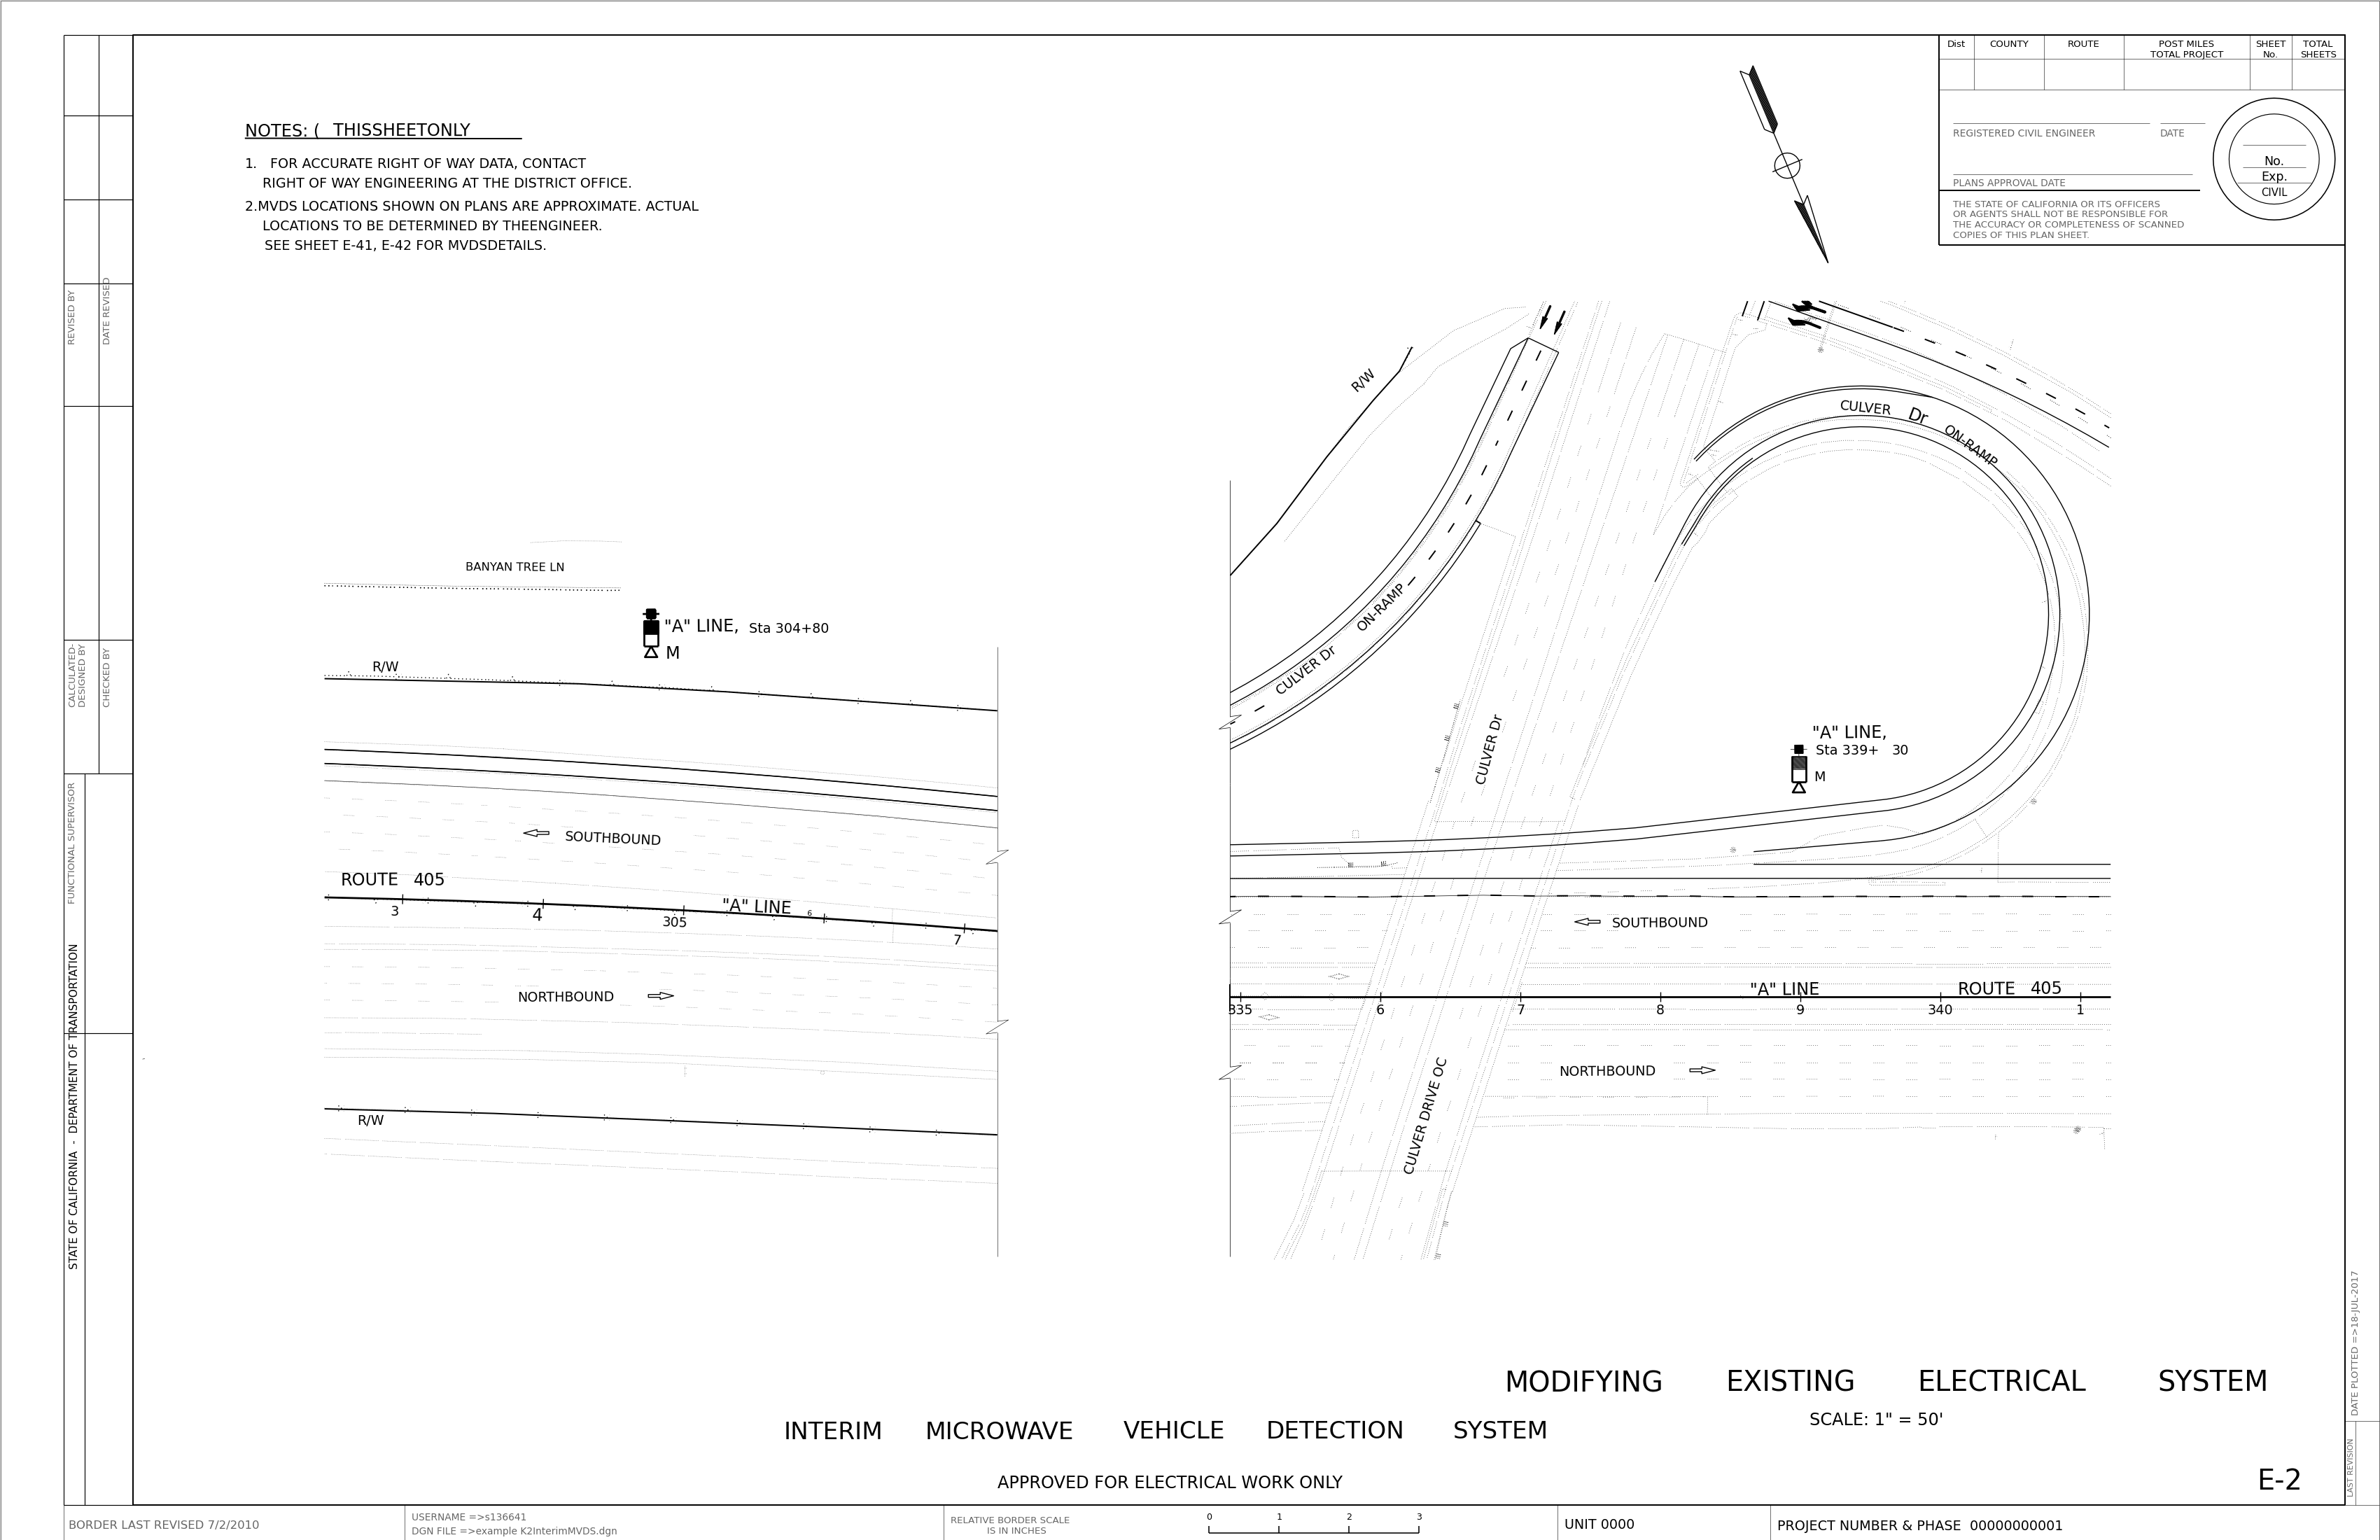 Dist COUNTY ROUTE POST MILES TOTAL PROJECT SHEET No. TOTAL SHEETS
REGISTERED CIVIL ENGINEER DATE
PLANS APPROVAL DATE
No.
Exp.
CIVIL
THE STATE OF CALIFORNIA OR ITS OFFICERS
OR AGENTS SHALL NOT BE RESPONSIBLE FOR
THE ACCURACY OR COMPLETENESS OF SCANNED
COPIES OF THIS PLAN SHEET.
NOTES: ( THISSHEETONLY
1. FOR ACCURATE RIGHT OF WAY DATA, CONTACT
RIGHT OF WAY ENGINEERING AT THE DISTRICT OFFICE.
2.MVDS LOCATIONS SHOWN ON PLANS ARE APPROXIMATE. ACTUAL
LOCATIONS TO BE DETERMINED BY THEENGINEER.
SEE SHEET E-41, E-42 FOR MVDSDETAILS.
REVISED BY
DATE REVISED
CALCULATED-
DESIGNED BY
CHECKED BY
FUNCTIONAL SUPERVISOR
STATE OF CALIFORNIA - DEPARTMENT OF TRANSPORTATION
BANYAN TREE LN
"A" LINE, Sta 304+80
M
R/W
SOUTHBOUND
ROUTE 405
"A" LINE
3 4 305 6 7
NORTHBOUND
R/W
R/W
CULVER Dr ON-RAMP
CULVER Dr ON-RAMP
CULVER Dr
"A" LINE,
Sta 339+ 30
M
SOUTHBOUND
"A" LINE ROUTE 405
335 6 7 8 9 340 1
NORTHBOUND
CULVER DRIVE OC
MODIFYING EXISTING ELECTRICAL SYSTEM
SCALE: 1" = 50'
INTERIM MICROWAVE VEHICLE DETECTION SYSTEM
APPROVED FOR ELECTRICAL WORK ONLY
E-2
DATE PLOTTED =>18-JUL-2017
LAST REVISION
BORDER LAST REVISED 7/2/2010
USERNAME =>s136641
DGN FILE =>example K2InterimMVDS.dgn
RELATIVE BORDER SCALE
IS IN INCHES
0 1 2 3
UNIT 0000
PROJECT NUMBER & PHASE 00000000001